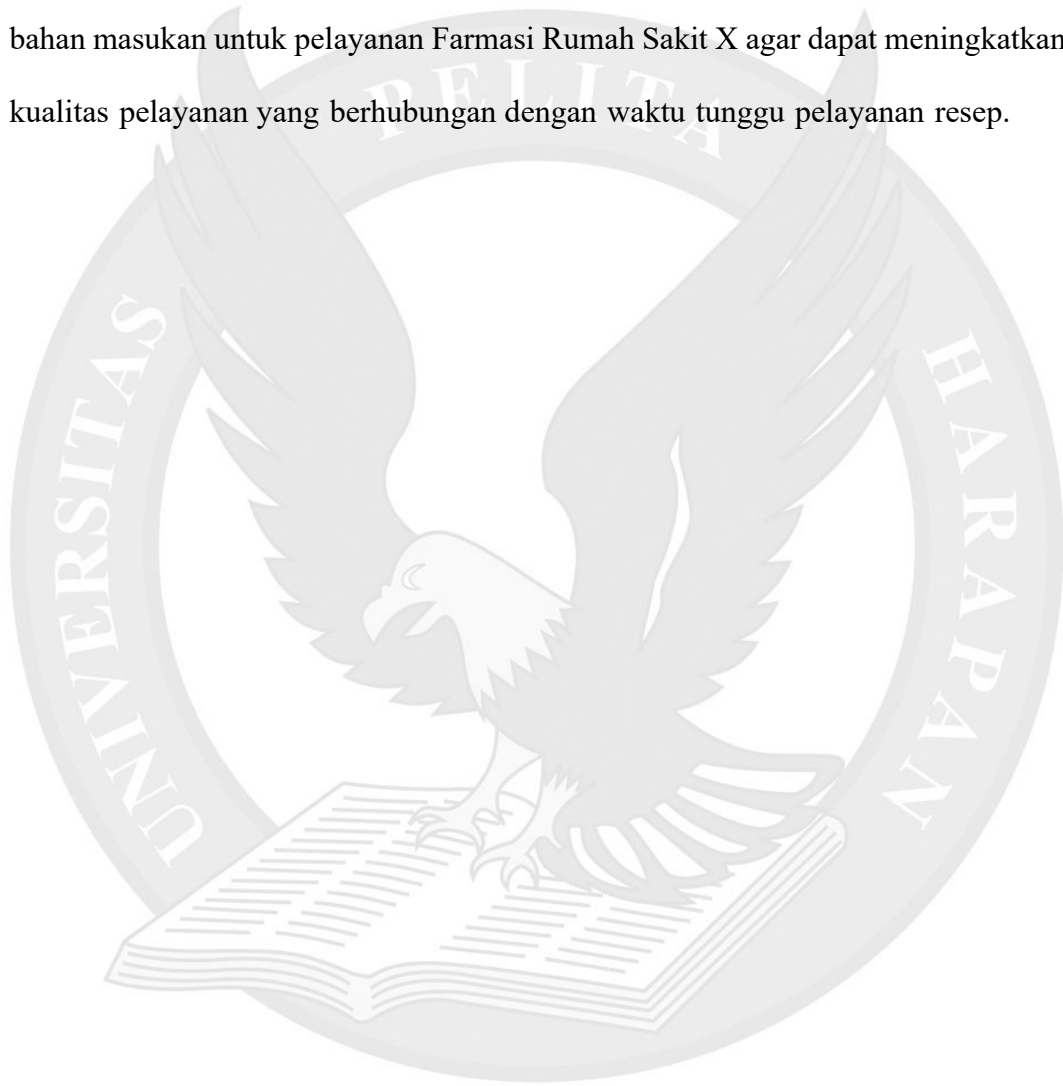 bahan masukan untuk pelayanan Farmasi Rumah Sakit X agar dapat meningkatkan
kualitas pelayanan yang berhubungan dengan waktu tunggu pelayanan resep.
UNIVERSITAS PELITA HARAPAN